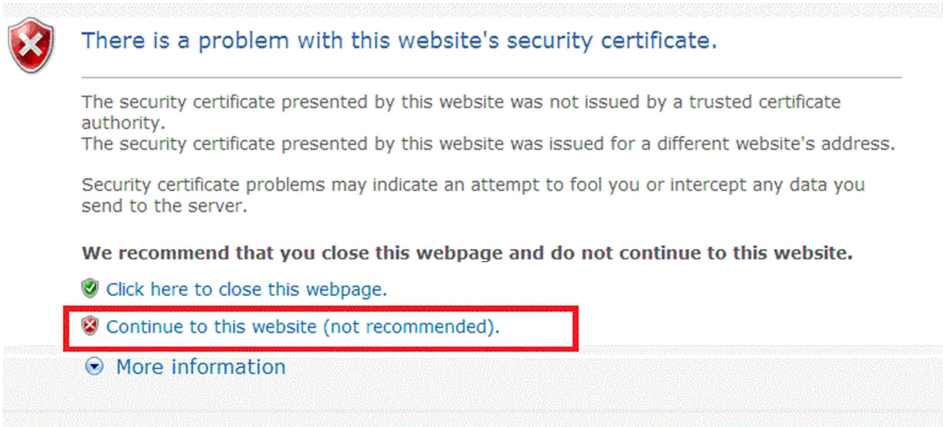 There is a problem with this website's security certificate.
The security certificate presented by this website was not issued by a trusted certificate
authority.
The security certificate presented by this website was issued for a different website's address.
Security certificate problems may indicate an attempt to fool you or intercept any data you
send to the server.
We recommend that you close this webpage and do not continue to this website.
Click here to close this webpage.
Continue to this website (not recommended).
More information